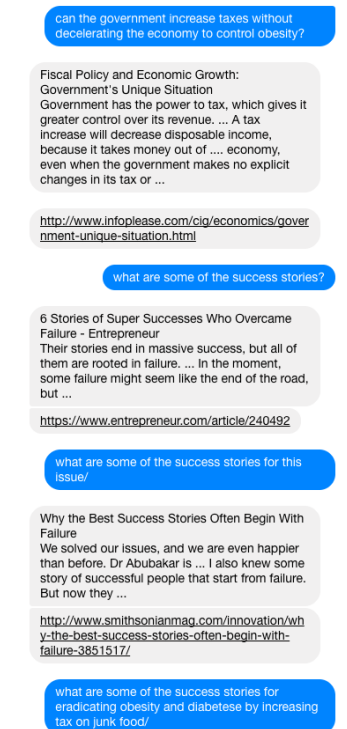 can the government increase taxes without
decelerating the economy to control obesity?
Fiscal Policy and Economic Growth:
Government's Unique Situation
Government has the power to tax, which gives it
greater control over its revenue. ... A tax
increase will decrease disposable income,
because it takes money out of .... economy,
even when the government makes no explicit
changes in its tax or ...
http://www.infoplease.com/cig/economics/gover
nment-unique-situation.html
what are some of the success stories?
6 Stories of Super Successes Who Overcame
Failure - Entrepreneur
Their stories end in massive success, but all of
them are rooted in failure. ... In the moment,
some failure might seem like the end of the road,
but ...
https://www.entrepreneur.com/article/240492
what are some of the success stories for this
issue/
Why the Best Success Stories Often Begin With
Failure
We solved our issues, and we are even happier
than before. Dr Abubakar is ... I also knew some
story of successful people that start from failure.
But now they ...
http://www.smithsonianmag.com/innovation/wh
y-the-best-success-stories-often-begin-with-
failure-3851517/
what are some of the success stories for
eradicating obesity and diabetese by increasing
tax on junk food/